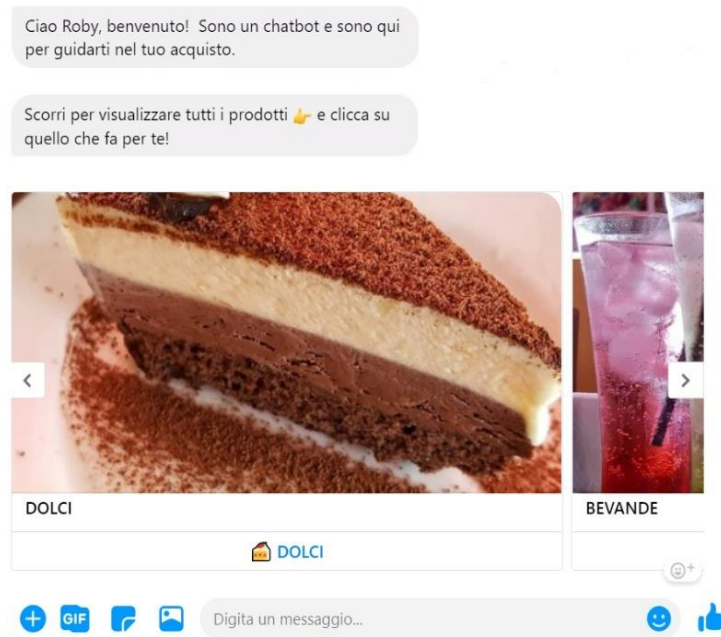 Ciao Roby, benvenuto! Sono un chatbot e sono qui
per guidarti nel tuo acquisto.
Scorri per visualizzare tutti i prodotti 👉 e clicca su
quello che fa per te!
DOLCI
BEVANDE
🍰 DOLCI
GIF
Digita un messaggio...